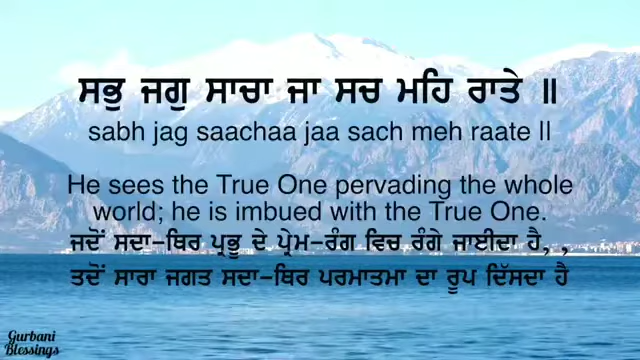 ਸਭੁ ਜਗੁ ਸਾਚਾ ਜਾ ਸਚ ਮਹਿ ਰਾਤੇ ॥
sabh jag saachaa jaa sach meh raate ||
He sees the True One pervading the whole
world; he is imbued with the True One.
ਜਦੋਂ ਸਦਾ-ਥਿਰ ਪ੍ਰਭੂ ਦੇ ਪ੍ਰੇਮ-ਰੰਗ ਵਿਚ ਰੰਗੇ ਜਾਈਦਾ ਹੈ, ,
ਤਦੋਂ ਸਾਰਾ ਜਗਤ ਸਦਾ-ਥਿਰ ਪਰਮਾਤਮਾ ਦਾ ਰੂਪ ਦਿੱਸਦਾ ਹੈ
Gurbani
Blessings